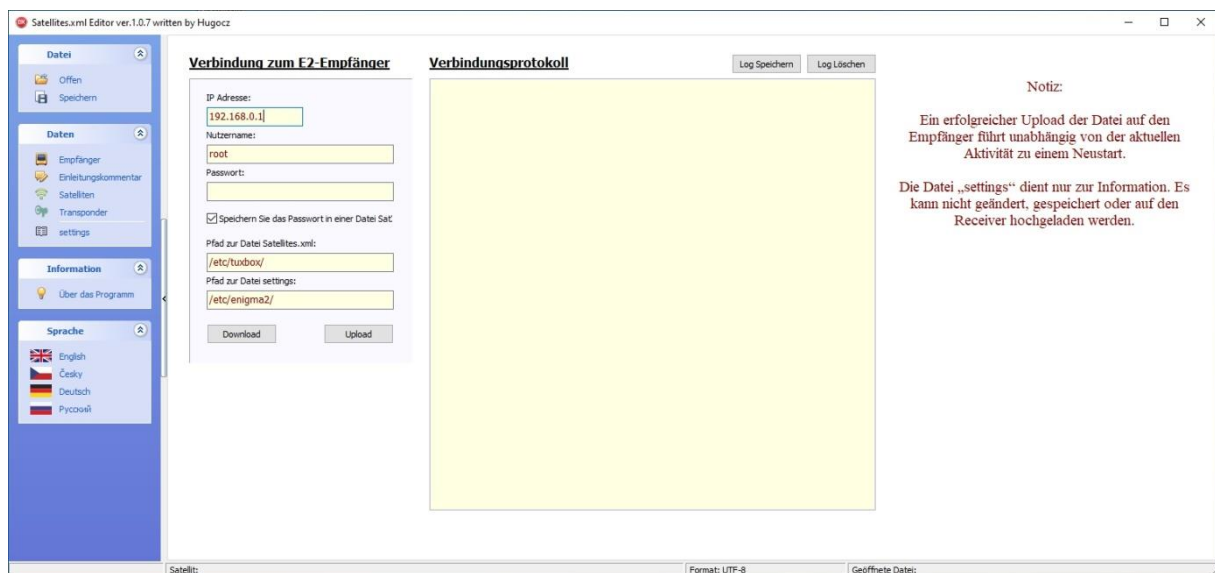 Satellites.xml Editor ver.1.0.7 written by Hugocz
Datei
Offen
Speichern
Daten
Empfänger
Einleitungskommentar
Satelliten
Transponder
settings
Information
Über das Programm
Sprache
English
Česky
Deutsch
Русский
Verbindung zum E2-Empfänger
IP Adresse:
192.168.0.1
Nutzername:
root
Passwort:
Speichern Sie das Passwort in einer Datei Sat
Pfad zur Datei Satellites.xml:
/etc/tuxbox/
Pfad zur Datei settings:
/etc/enigma2/
Download
Upload
Verbindungsprotokoll
Log Speichern
Log Löschen
Notiz:
Ein erfolgreicher Upload der Datei auf den
Empfänger führt unabhängig von der aktuellen
Aktivität zu einem Neustart.
Die Datei „settings“ dient nur zur Information. Es
kann nicht geändert, gespeichert oder auf den
Receiver hochgeladen werden.
Satellit:
Format: UTF-8
Geöffnete Datei: